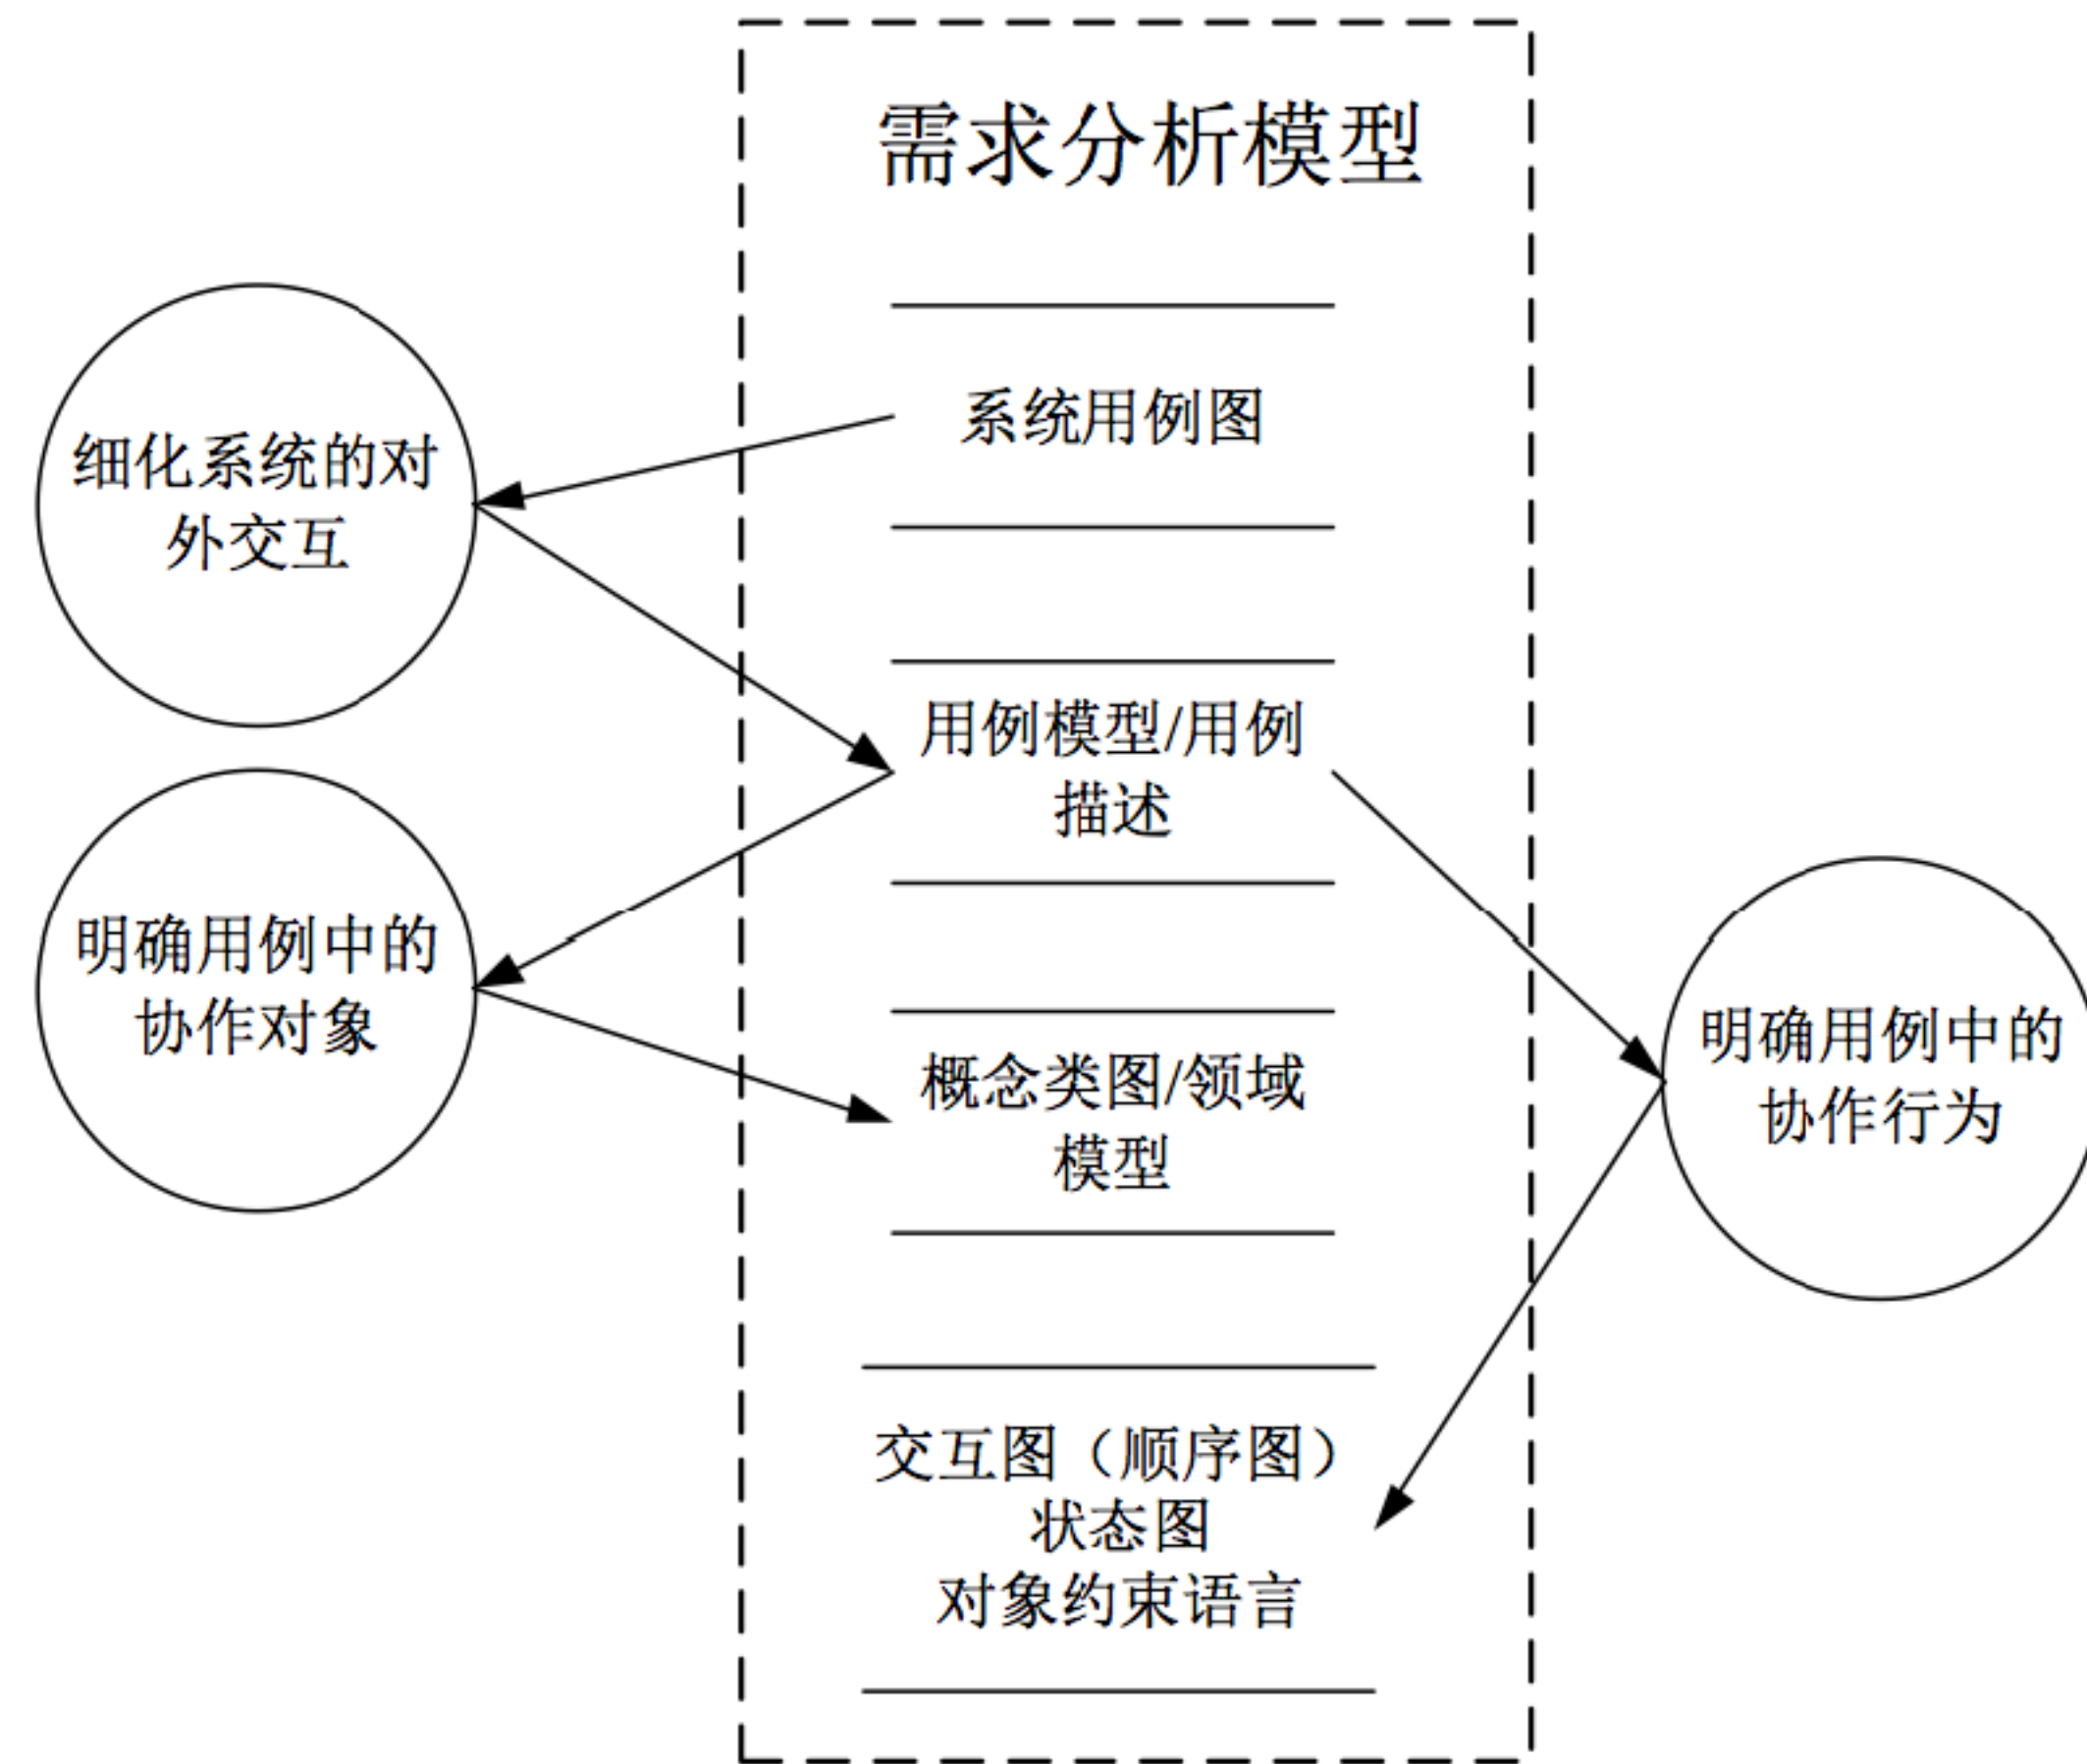 需求分析模型
系统用例图
细化系统的对
外交互
用例模型/用例
描述
明确用例中的
协作对象
概念类图/领域
模型
明确用例中的
协作行为
交互图（顺序图）
状态图
对象约束语言